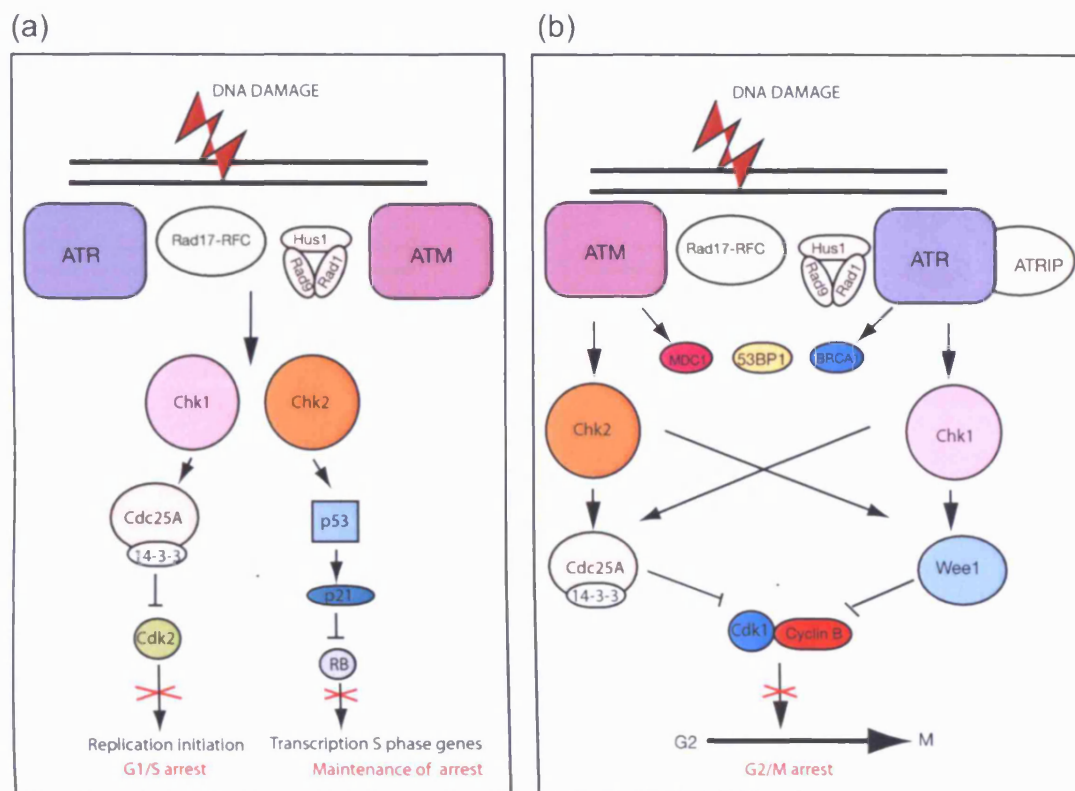 (a)
DNA DAMAGE
ATR
Rad17-RFC
Hus1
Rad9
Rad1
ATM
Chk1
Chk2
Cdc25A
14-3-3
p53
p21
Cdk2
RB
Replication initiation
G1/S arrest
Transcription S phase genes
Maintenance of arrest
(b)
DNA DAMAGE
ATM
Rad17-RFC
Hus1
Rad9
Rad1
ATR
ATRIP
MDC1
53BP1
BRCA1
Chk2
Chk1
Cdc25A
14-3-3
Wee1
Cdk1
Cyclin B
G2
M
G2/M arrest